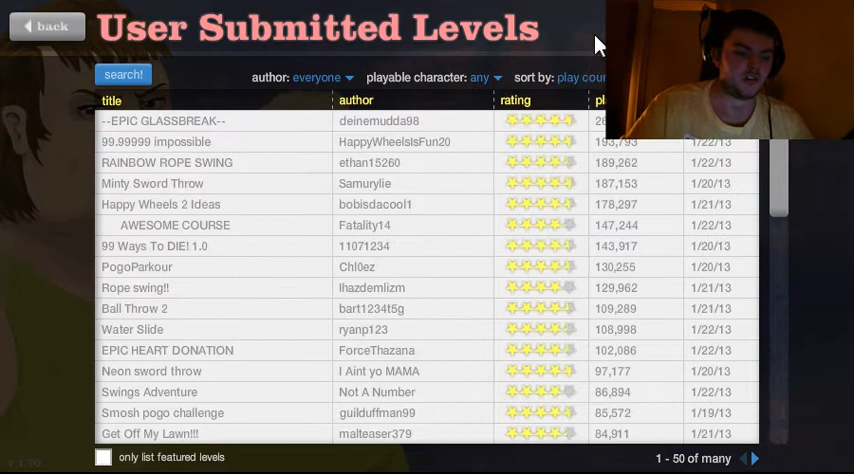 back User Submitted Levels
search! author: everyone playable character: any sort by: play cour
title author rating pl
--EPIC GLASSBREAK-- deinemudda98
99.99999 impossible HappyWheelsIsFun20 193,793 1/22/13
RAINBOW ROPE SWING ethan15260 189,262 1/22/13
Minty Sword Throw Samurylie 187,153 1/20/13
Happy Wheels 2 Ideas bobisdacool1 178,297 1/21/13
AWESOME COURSE Fatality14 147,244 1/22/13
99 Ways To DIE! 1.0 11071234 143,917 1/20/13
PogoParkour Chl0ez 130,255 1/20/13
Rope swing!! Ihazdemlizm 129,962 1/21/13
Ball Throw 2 bart1234t5g 109,289 1/21/13
Water Slide ryanp123 108,998 1/22/13
EPIC HEART DONATION ForceThazana 102,086 1/22/13
Neon sword throw I Aint yo MAMA 97,177 1/20/13
Swings Adventure Not A Number 86,894 1/22/13
Smosh pogo challenge guilduffman99 85,572 1/19/13
Get Off My Lawn!!! malteaser379 84,911 1/21/13
only list featured levels 1 - 50 of many
v 1.70